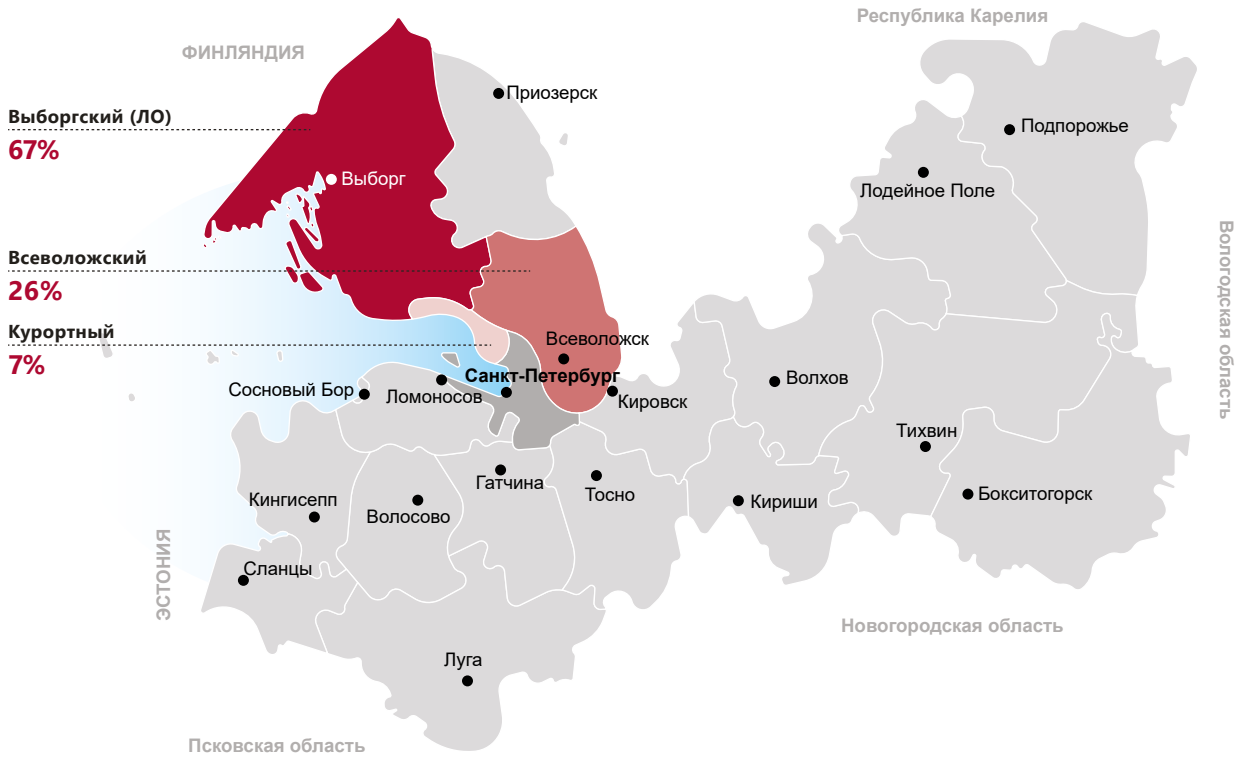 Республика Карелия
ФИНЛЯНДИЯ
Приозерск
Выборгский (ЛО)
67%
Подпорожье
Выборг
Лодейное Поле
Вологодская область
Всеволожский
26%
Курортный
7%
Всеволожск
Санкт-Петербург
Волхов
Сосновый Бор
Ломоносов
Кировск
Тихвин
Гатчина
Кингисепп
Волосово
Тосно
Кириши
Бокситогорск
ЭСТОНИЯ
Сланцы
Новогородская область
Луга
Псковская область